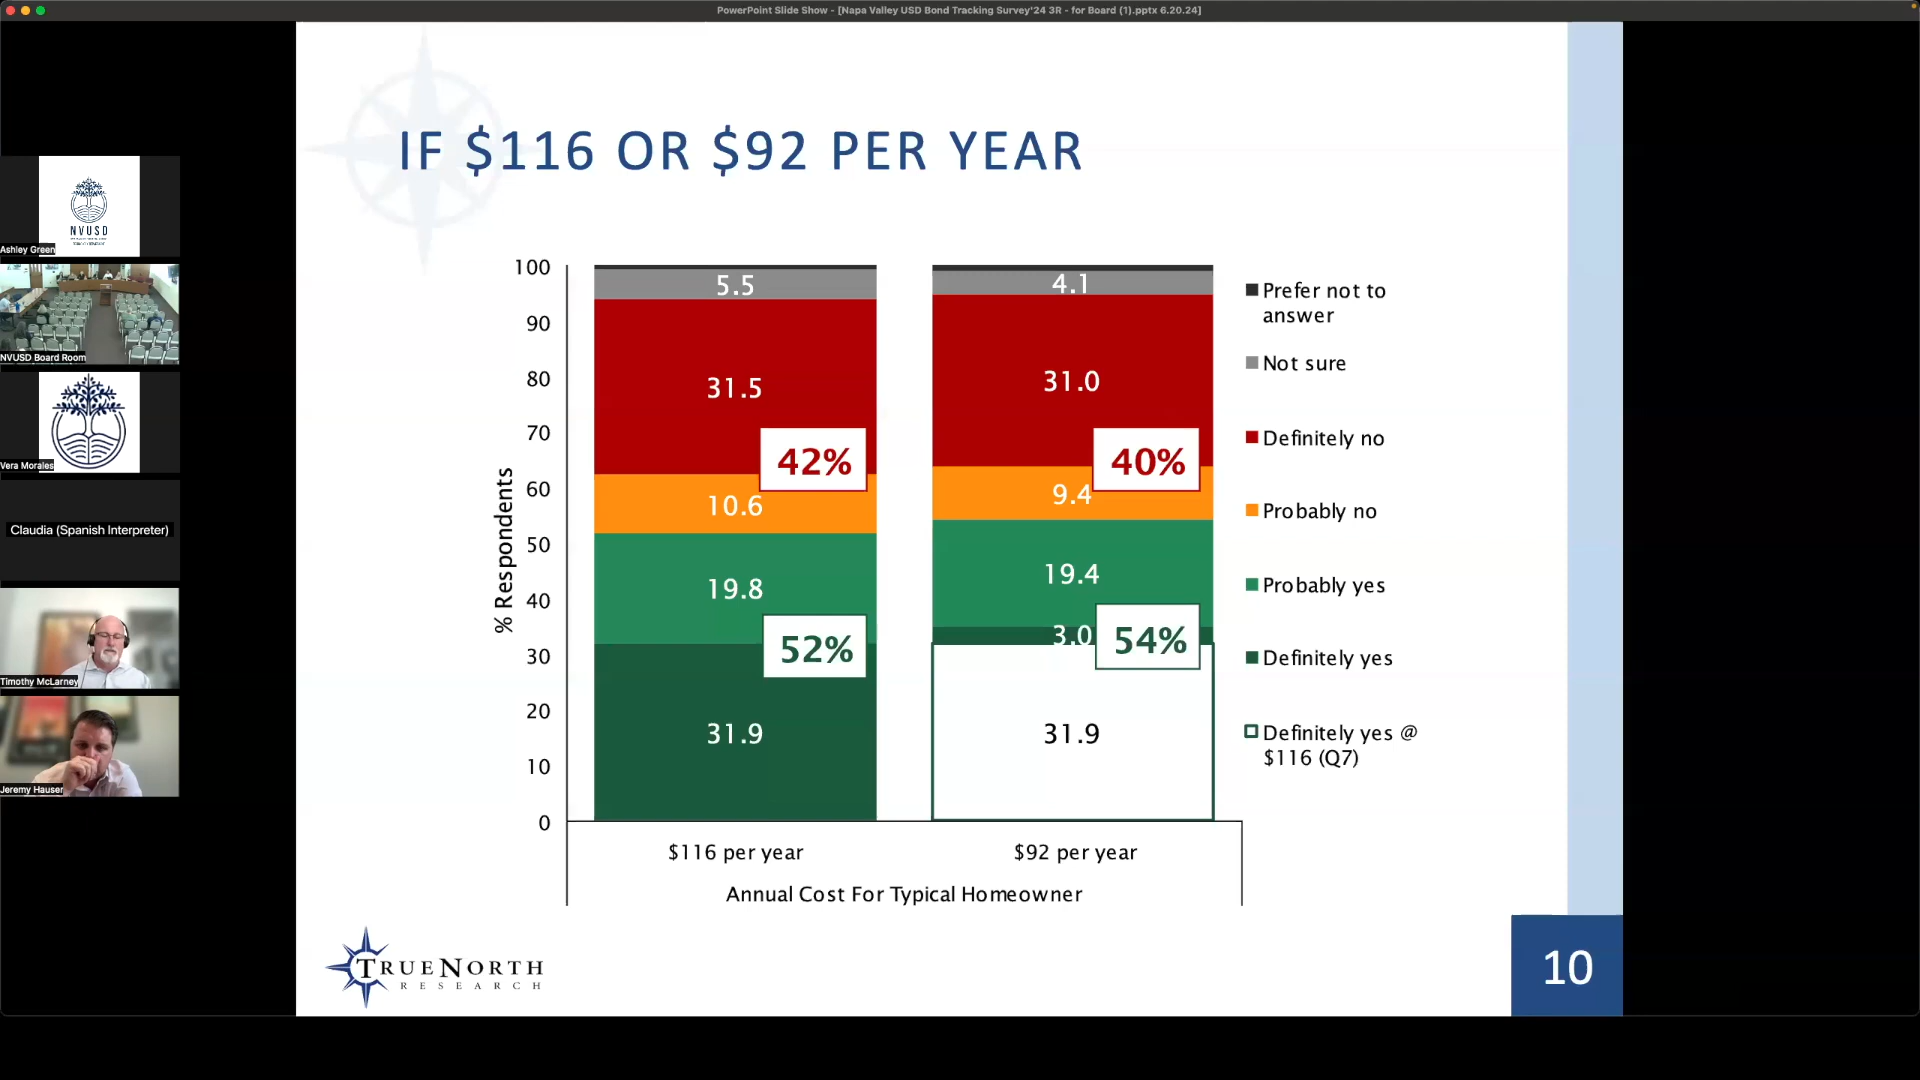 PowerPoint Slide Show - [Napa Valley USD Bond Tracking Survey'24 3R - for Board (1).pptx 6.20.24]
NVUSD
Ashley Green
NVUSD Board Room
Vera Morales
Claudia (Spanish Interpreter)
Timothy McLarney
Jeremy Hauser
IF $116 OR $92 PER YEAR
% Respondents
100
90
80
70
60
50
40
30
20
10
0
5.5
31.5
42%
10.6
19.8
52%
31.9
4.1
31.0
40%
9.4
19.4
3.0
54%
31.9
$116 per year
$92 per year
Annual Cost For Typical Homeowner
Prefer not to
answer
Not sure
Definitely no
Probably no
Probably yes
Definitely yes
Definitely yes @
$116 (Q7)
TRUENORTH
RESEARCH
10